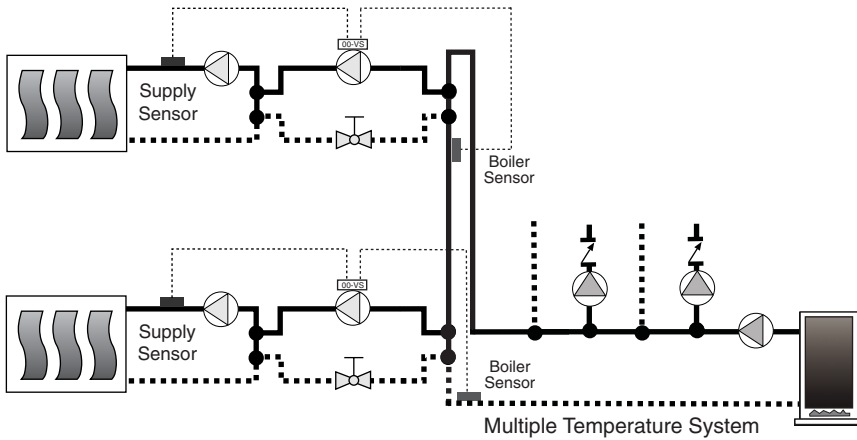 00-VS
Supply
Sensor
Boiler
Sensor
00-VS
Supply
Sensor
Boiler
Sensor
Multiple Temperature System